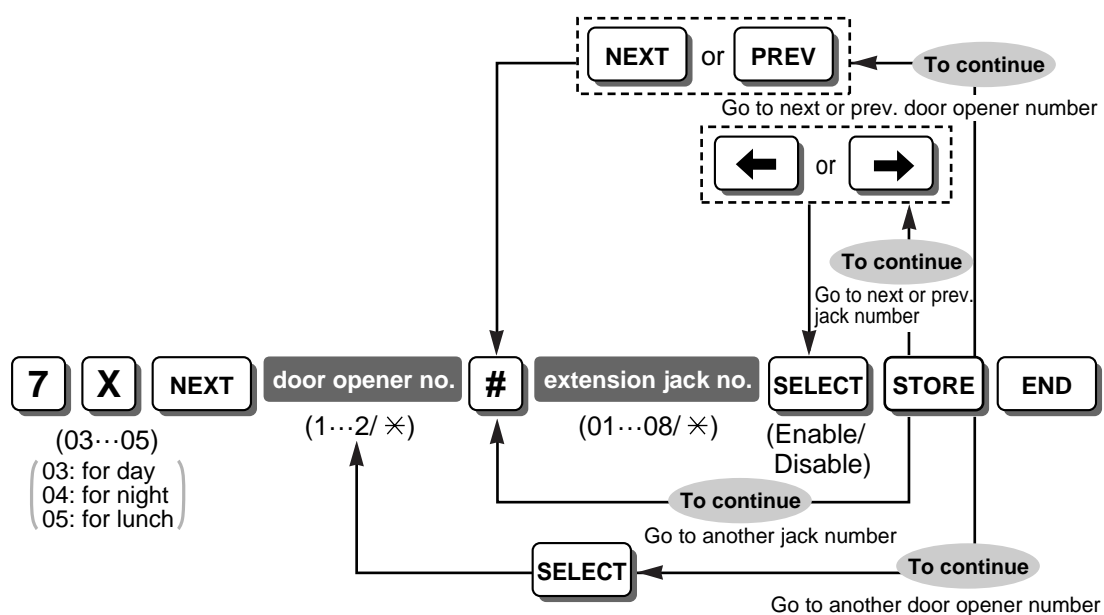 NEXT or PREV To continue
Go to next or prev. door opener number
← or →
To continue
Go to next or prev.
jack number
7 X NEXT door opener no. # extension jack no. SELECT STORE END
(03···05) (1···2/ ✕) (01···08/ ✕) (Enable/
Disable)
03: for day
04: for night
05: for lunch
To continue
Go to another jack number
SELECT To continue
Go to another door opener number